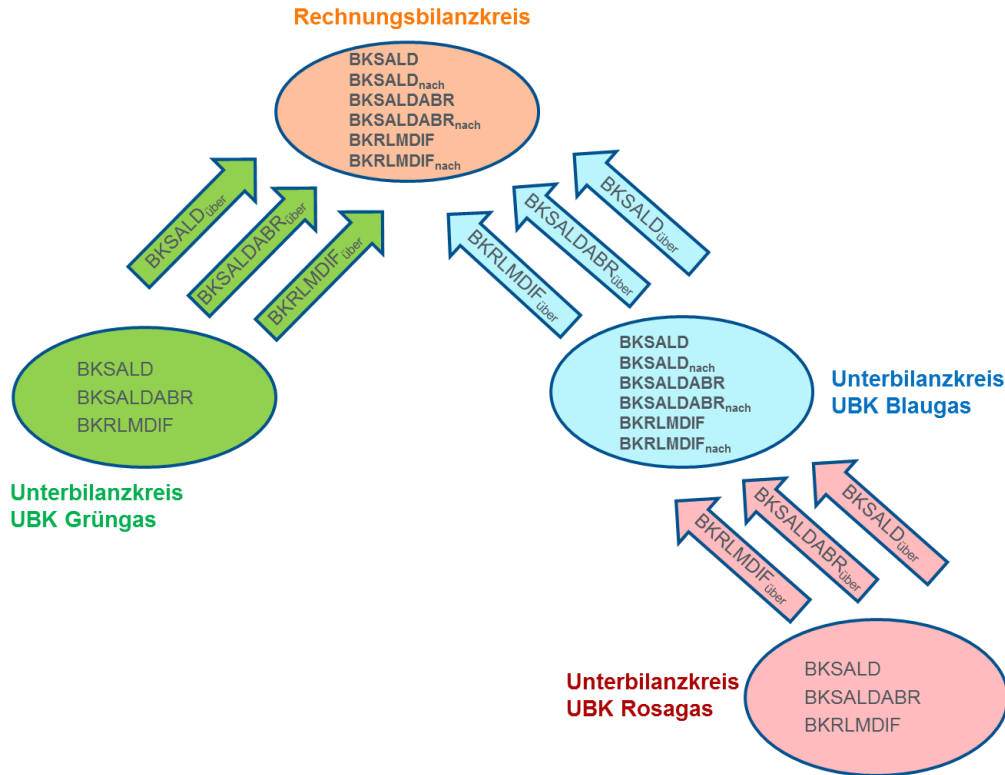 Rechnungsbilanzkreis
BKSALD
BKSALDnach
BKSALDABR
BKSALDABRnach
BKRLMDIF
BKRLMDIFnach
BKSALDüber
BKSALDABRüber
BKRLMDIFüber
BKRLMDIFüber
BKSALDABRüber
BKSALDüber
BKSALD
BKSALDABR
BKRLMDIF
Unterbilanzkreis
UBK Grüngas
BKSALD
BKSALDnach
BKSALDABR
BKSALDABRnach
BKRLMDIF
BKRLMDIFnach
Unterbilanzkreis
UBK Blaugas
BKRLMDIFüber
BKSALDABRüber
BKSALDüber
Unterbilanzkreis
UBK Rosagas
BKSALD
BKSALDABR
BKRLMDIF